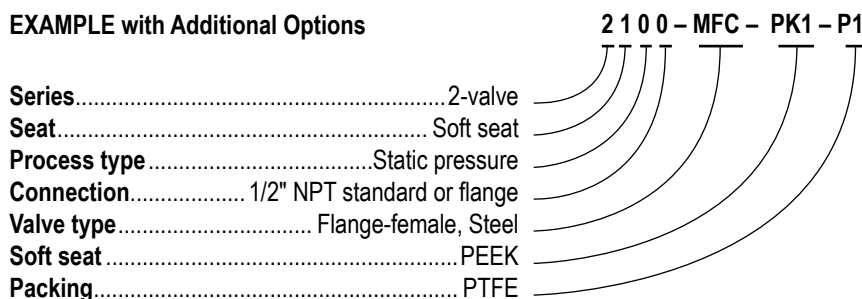 EXAMPLE with Additional Options 2 1 0 0 – MFC – PK1 – P1
Series............................................................2-valve
Seat............................................................. Soft seat
Process type.....................................Static pressure
Connection................... 1/2" NPT standard or flange
Valve type................................ Flange-female, Steel
Soft seat..........................................................PEEK
Packing............................................................ PTFE